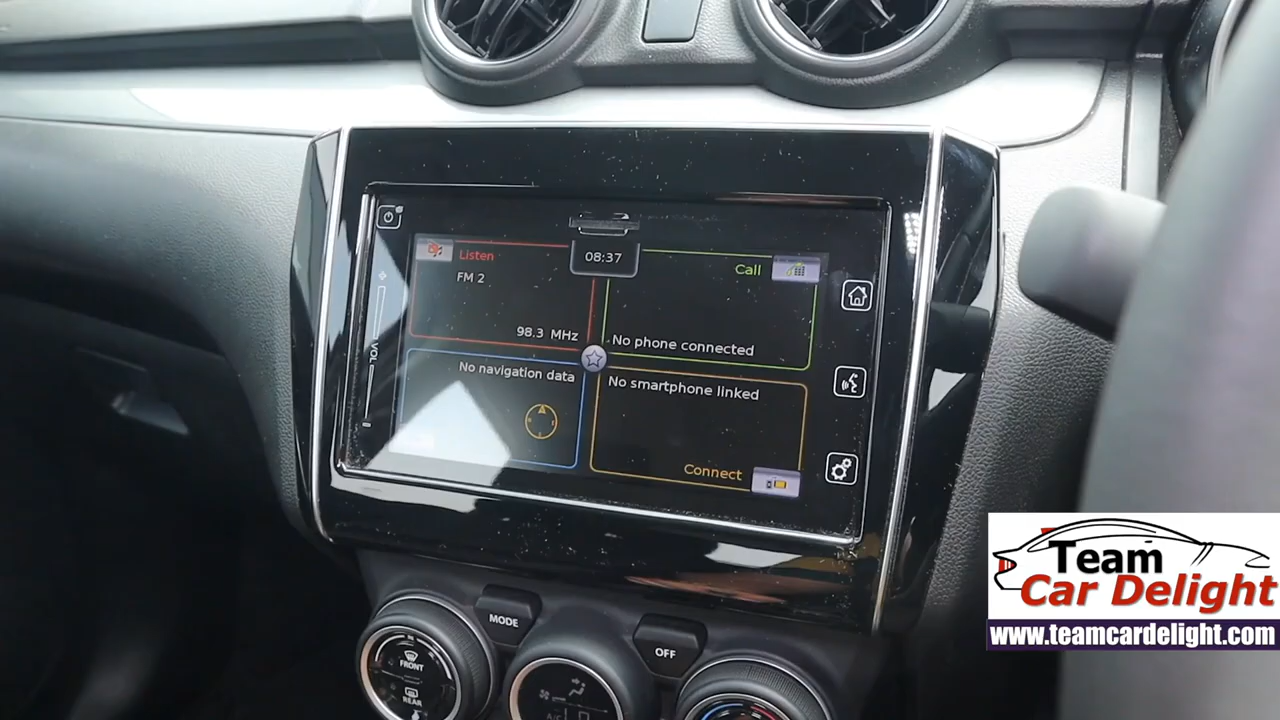 08:37
Listen
FM 2
98.3 MHz
Call
No phone connected
No navigation data
No smartphone linked
Connect
VOL
MODE
OFF
FRONT
REAR
A/C
Team
Car Delight
www.teamcardelight.com